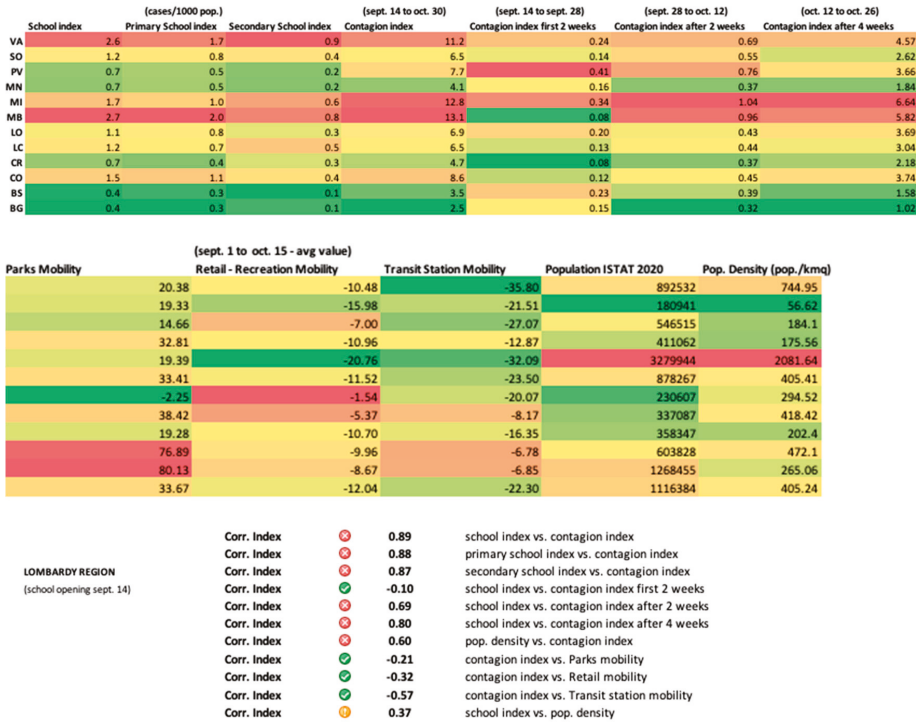 (cases/1000 pop.) (sept. 14 to oct. 30) (sept. 14 to sept. 28) (sept. 28 to oct. 12) (oct. 12 to oct. 26)
School index Primary School index Secondary School index Contagion index Contagion index first 2 weeks Contagion index after 2 weeks Contagion index after 4 weeks
VA 2.6 1.7 0.9 11.2 0.24 0.69 4.57
SO 1.2 0.8 0.4 6.5 0.14 0.55 2.62
PV 0.7 0.5 0.2 7.7 0.41 0.76 3.66
MN 0.7 0.5 0.2 4.1 0.16 0.37 1.84
MI 1.7 1.0 0.6 12.8 0.34 1.04 6.64
MB 2.7 2.0 0.8 13.1 0.08 0.96 5.82
LO 1.1 0.8 0.3 6.9 0.20 0.43 3.69
LC 1.2 0.7 0.5 6.5 0.13 0.44 3.04
CR 0.7 0.4 0.3 4.7 0.08 0.37 2.18
CO 1.5 1.1 0.4 8.6 0.12 0.45 3.74
BS 0.4 0.3 0.1 3.5 0.23 0.39 1.58
BG 0.4 0.3 0.1 2.5 0.15 0.32 1.02
(sept. 1 to oct. 15 - avg value)
Parks Mobility Retail - Recreation Mobility Transit Station Mobility Population ISTAT 2020 Pop. Density (pop./kmq)
20.38 -10.48 -35.80 892532 744.95
19.33 -15.98 -21.51 180941 56.62
14.66 -7.00 -27.07 546515 184.1
32.81 -10.96 -12.87 411062 175.56
19.39 -20.76 -32.09 3279944 2081.64
33.41 -11.52 -23.50 878267 405.41
-2.25 -1.54 -20.07 230607 294.52
38.42 -5.37 -8.17 337087 418.42
19.28 -10.70 -16.35 358347 202.4
76.89 -9.96 -6.78 603828 472.1
80.13 -8.67 -6.85 1268455 265.06
33.67 -12.04 -22.30 1116384 405.24
Corr. Index 0.89 school index vs. contagion index
Corr. Index 0.88 primary school index vs. contagion index
LOMBARDY REGION Corr. Index 0.87 secondary school index vs. contagion index
(school opening sept. 14) Corr. Index -0.10 school index vs. contagion index first 2 weeks
Corr. Index 0.69 school index vs. contagion index after 2 weeks
Corr. Index 0.80 school index vs. contagion index after 4 weeks
Corr. Index 0.60 pop. density vs. contagion index
Corr. Index -0.21 contagion index vs. Parks mobility
Corr. Index -0.32 contagion index vs. Retail mobility
Corr. Index -0.57 contagion index vs. Transit station mobility
Corr. Index 0.37 school index vs. pop. density